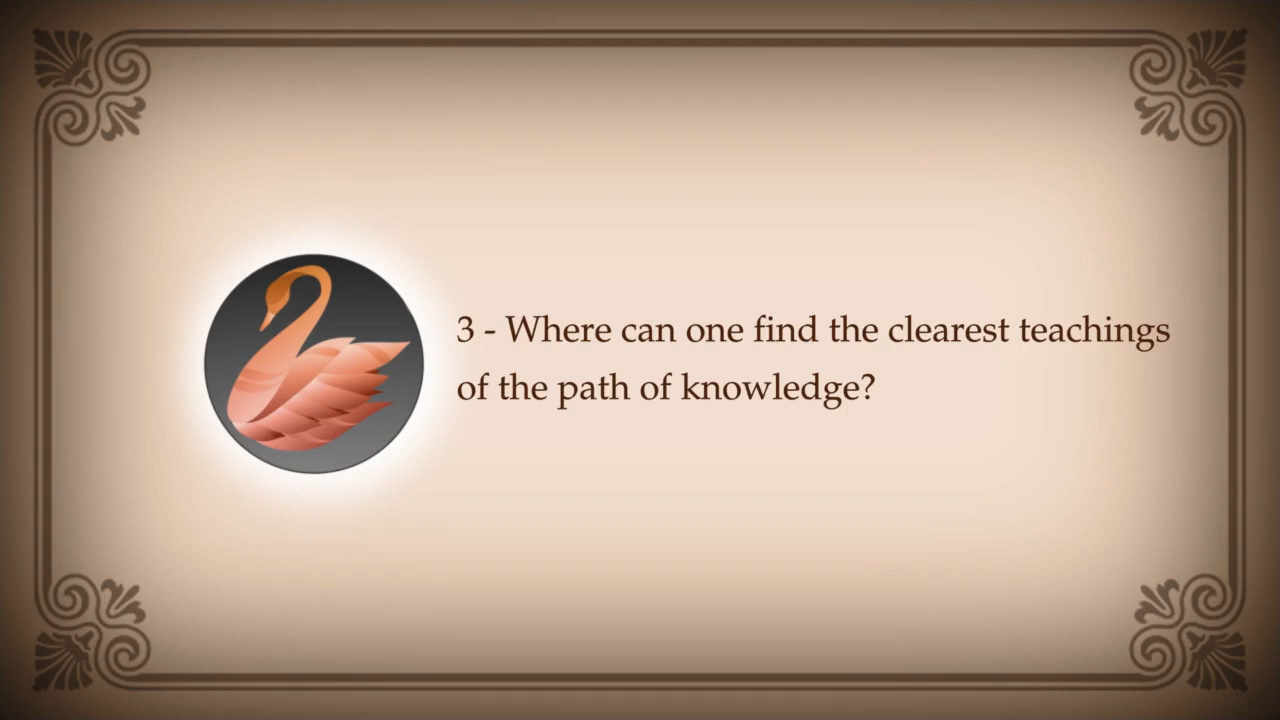 3 - Where can one find the clearest teachings
of the path of knowledge?